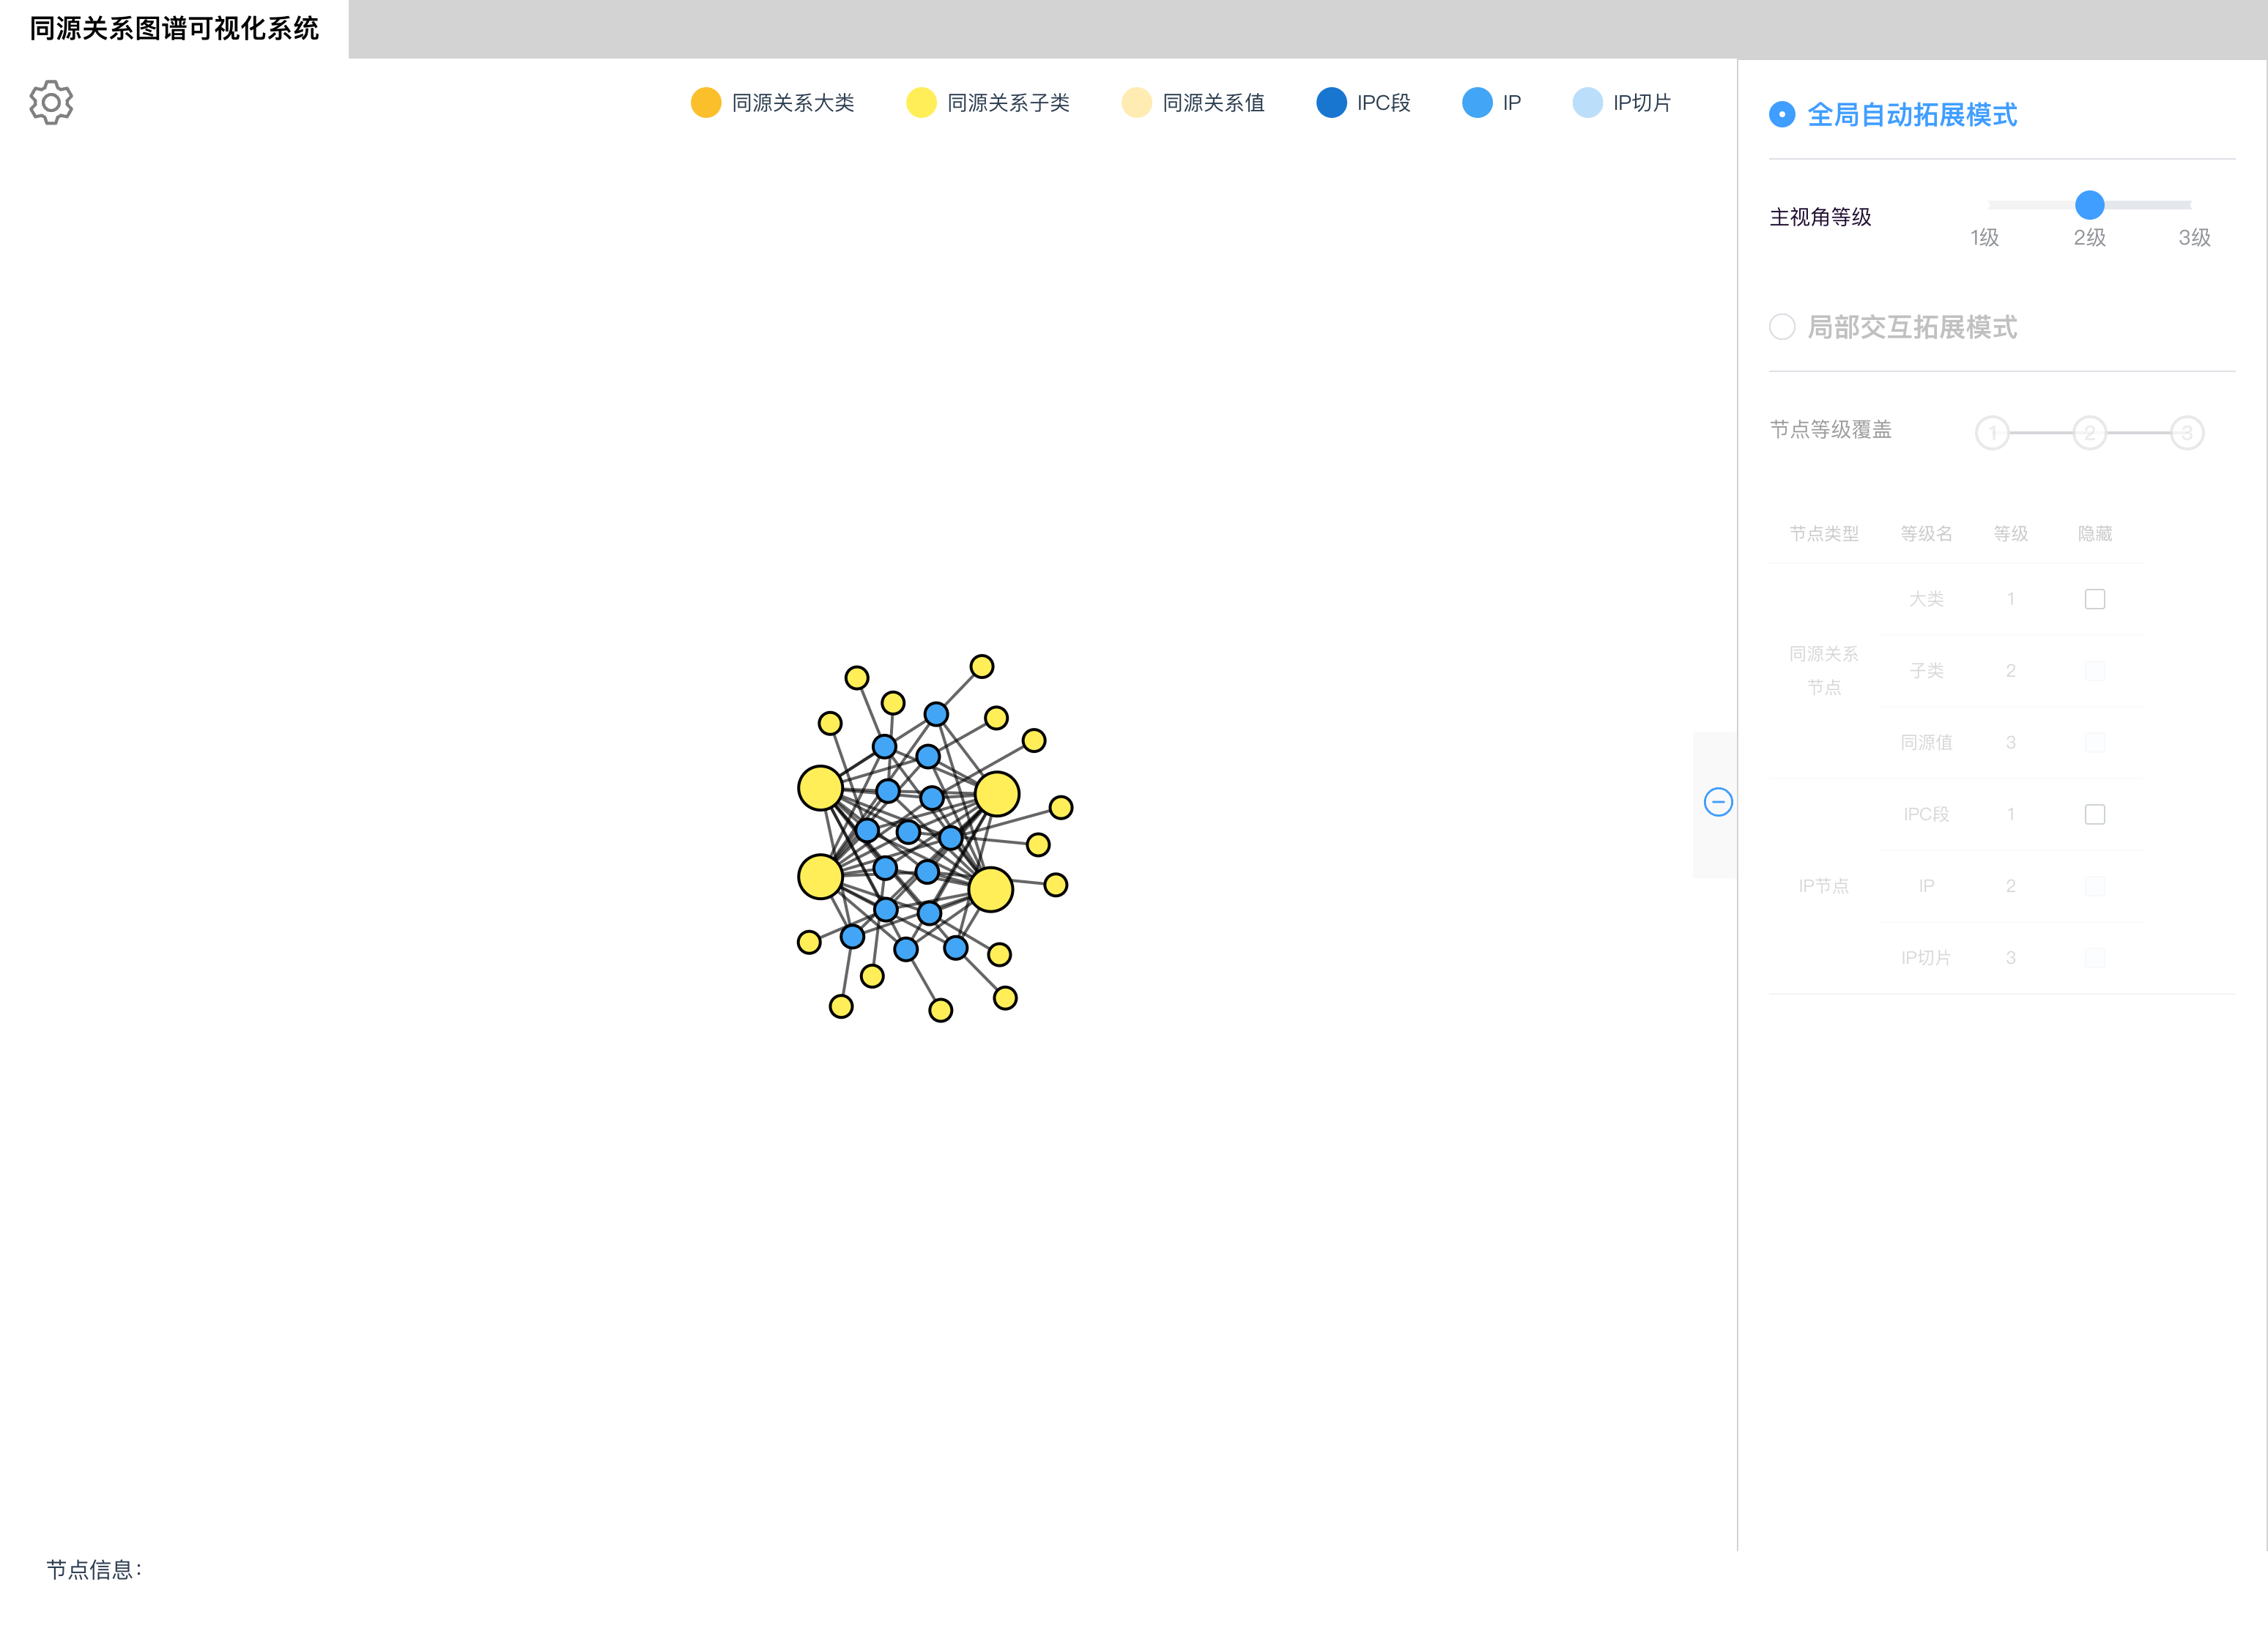 同源关系图谱可视化系统
同源关系大类 同源关系子类 同源关系值 IPC段 IP IP切片
全局自动拓展模式
主视角等级
1级 2级 3级
局部交互拓展模式
节点等级覆盖 1 2 3
节点类型 等级名 等级 隐藏
大类 1
同源关系
节点
子类 2
同源值 3
IPC段 1
IP节点 IP 2
IP切片 3
节点信息：